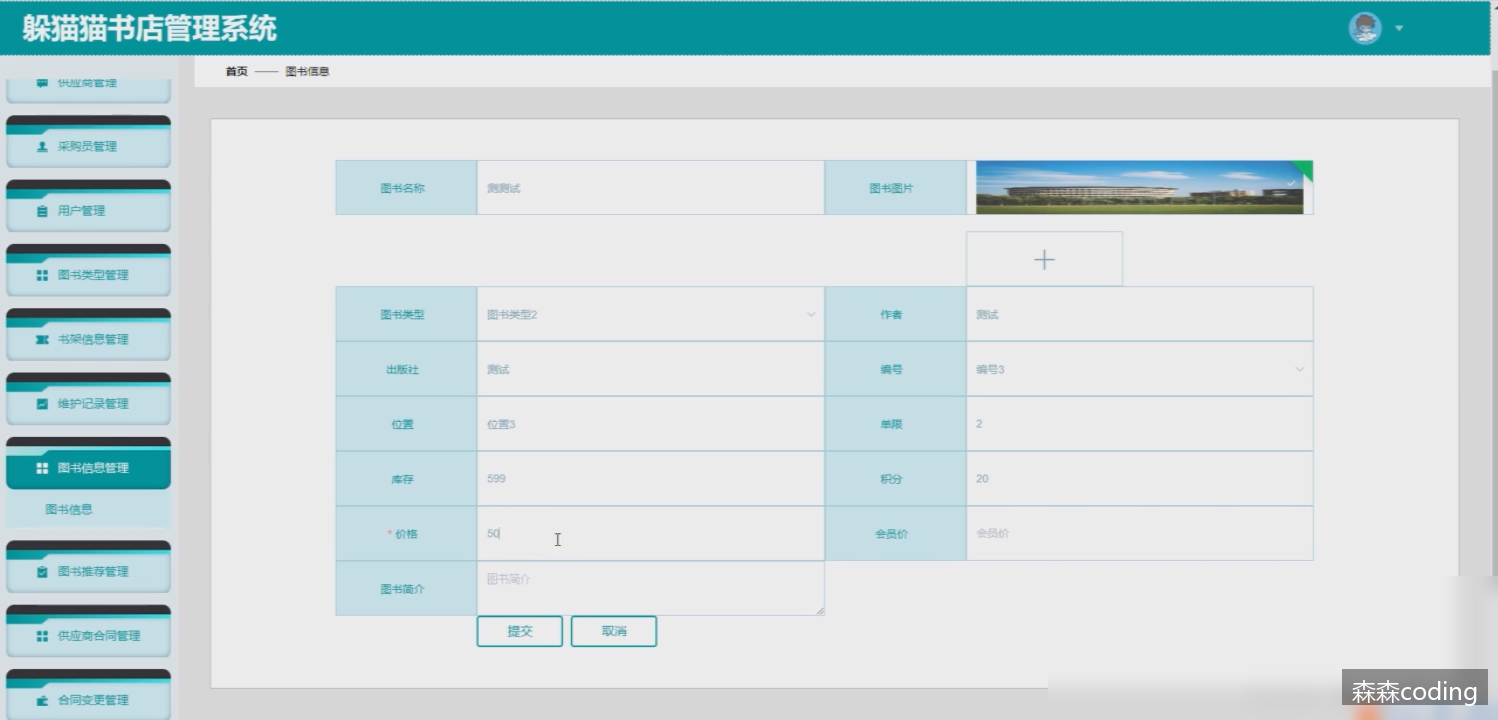 躲猫猫书店管理系统
首页 —— 图书信息
供应商管理
采购员管理
用户管理
图书类型管理
书架信息管理
维护记录管理
图书信息管理
图书信息
图书推荐管理
供应商合同管理
合同变更管理
图书名称 测测试 图书图片
图书类型 图书类型2 作者 测试
出版社 测试 编号 编号3
位置 位置3 单限 2
库存 599 积分 20
* 价格 50 会员价 会员价
图书简介 图书简介
提交 取消
森森coding